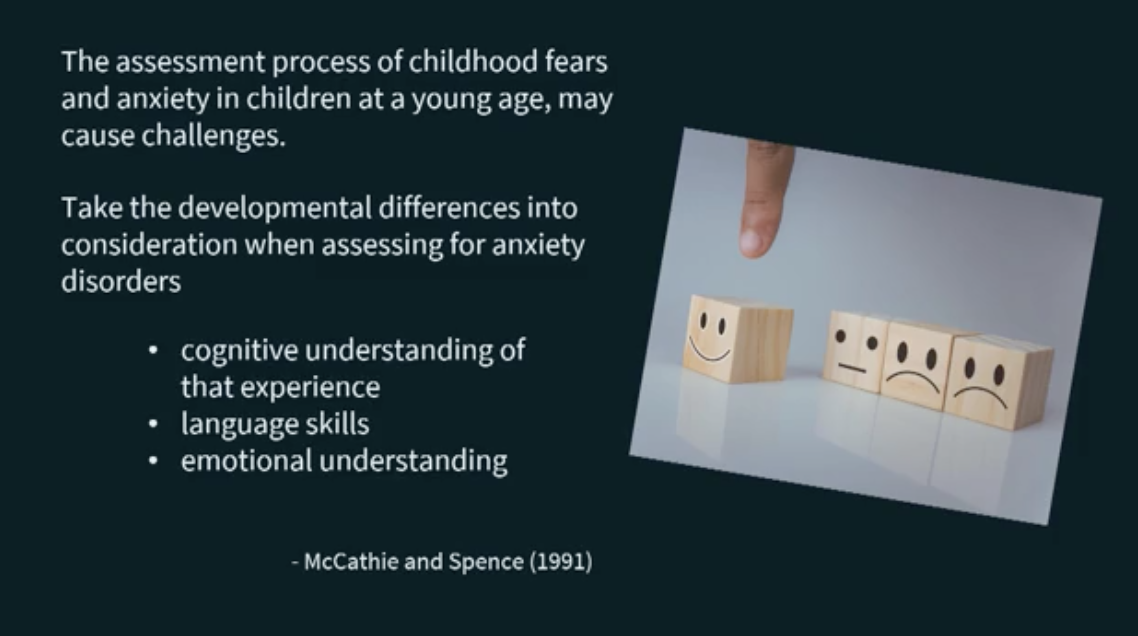 The assessment process of childhood fears
and anxiety in children at a young age, may
cause challenges.
Take the developmental differences into
consideration when assessing for anxiety
disorders
• cognitive understanding of
that experience
• language skills
• emotional understanding
- McCathie and Spence (1991)